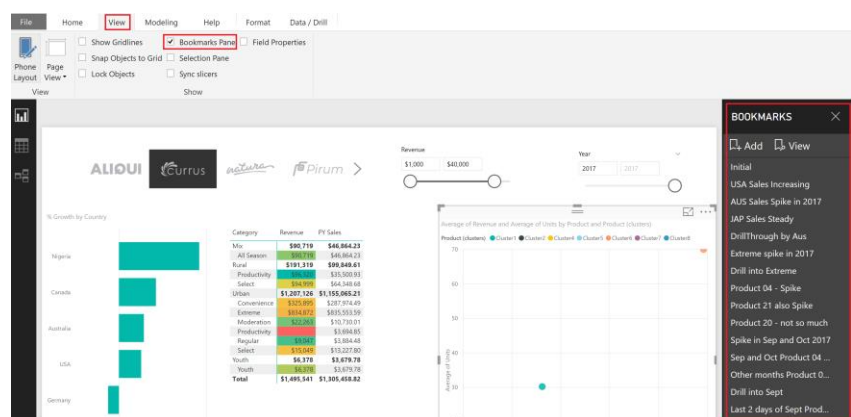 File Home View Modeling Help Format Data / Drill
Show Gridlines Bookmarks Pane Field Properties
Snap Objects to Grid Selection Pane
Lock Objects Sync slicers
Phone Layout Page View
View Show
BOOKMARKS
Add View
Initial
USA Sales Increasing
AUS Sales Spike in 2017
JAP Sales Steady
DrillThrough by Aus
Extreme spike in 2017
Drill into Extreme
Product 04 - Spike
Product 21 also Spike
Product 20 - not so much
Spike in Sep and Oct 2017
Sep and Oct Product 04 ...
Other months Product 0...
Drill into Sept
Last 2 days of Sept Prod...
ALIQUI Currus natura Pirum
Revenue
$1,000 $40,000
Year
2017 2017
% Growth by Country
Nigeria
Canada
Australia
USA
Germany
Category Revenue PY Sales
Mix $90,719 $46,864.23
All Season $90,719 $46,864.23
Rural $191,319 $99,849.61
Productivity $35,500.93
Select $94,999 $64,348.68
Urban $1,207,126 $1,155,065.21
Convenience $325,895 $287,974.49
Extreme $834,672 $835,553.59
Moderation $22,263 $10,730.01
Productivity $3,694.65
Regular $9,047 $3,884.48
Select $15,049 $13,227.80
Youth $6,378 $3,679.78
Youth $6,378 $3,679.78
Total $1,495,541 $1,305,458.82
Average of Revenue and Average of Units by Product and Product (clusters)
Product (clusters) Cluster1 Cluster2 Cluster4 Cluster5 Cluster6 Cluster7 Cluster8
70
60
50
40
30
Average of Units